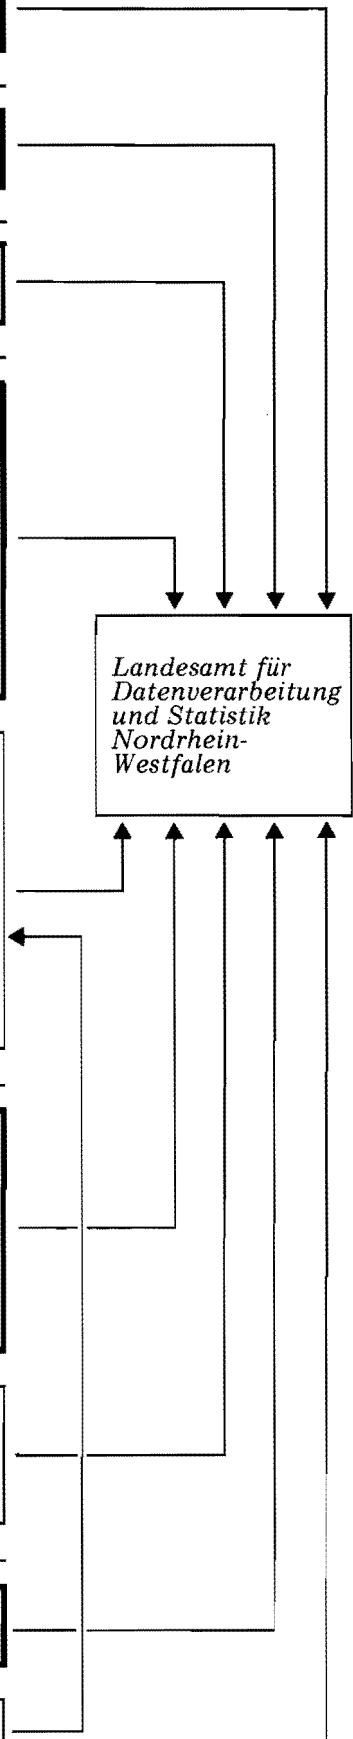 Landesamt für
Datenverarbeitung
und Statistik
Nordrhein-
Westfalen